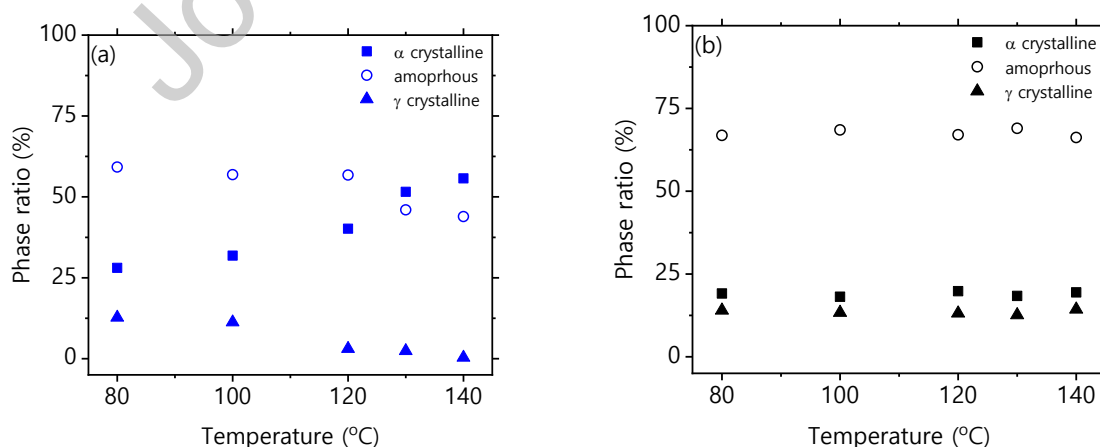 Jo
(a)
α crystalline
amoprhous
γ crystalline
100
75
50
25
0
Phase ratio (%)
80
100
120
140
Temperature (°C)
(b)
α crystalline
amoprhous
γ crystalline
100
75
50
25
0
Phase ratio (%)
80
100
120
140
Temperature (°C)